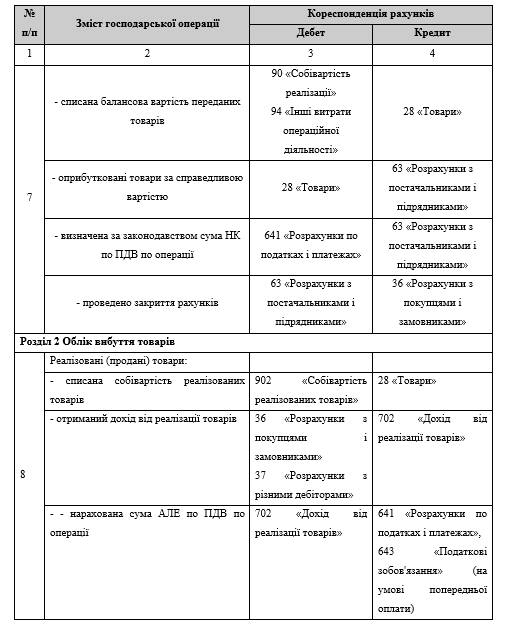 №
п/п
Зміст господарської операції
Кореспонденція рахунків
Дебет
Кредит
1
2
3
4
7
- списана балансова вартість переданих
товарів
90 «Собівартість
реалізації»
94 «Інші витрати
операційної
діяльності»
28 «Товари»
- оприбутковані товари за справедливою
вартістю
28 «Товари»
63 «Розрахунки з
постачальниками і
підрядниками»
- визначена за законодавством сума НК
по ПДВ по операції
641 «Розрахунки по
податках і платежах»
63 «Розрахунки з
постачальниками і
підрядниками»
- проведено закриття рахунків
63 «Розрахунки з
постачальниками і
підрядниками»
36 «Розрахунки з
покупцями і
замовниками»
Розділ 2 Облік вибуття товарів
8
Реалізовані (продані) товари:
- списана собівартість реалізованих
товарів
902 «Собівартість
реалізованих товарів»
28 «Товари»
- отриманий дохід від реалізації товарів
36 «Розрахунки з
покупцями і
замовниками»
37 «Розрахунки з
різними дебіторами»
702 «Дохід від
реалізації товарів»
- - нарахована сума АЛЕ по ПДВ по
операції
702 «Дохід від
реалізації товарів»
641 «Розрахунки по
податках і платежах»,
643 «Податкові
зобов'язання» (на
умові попередньої
оплати)